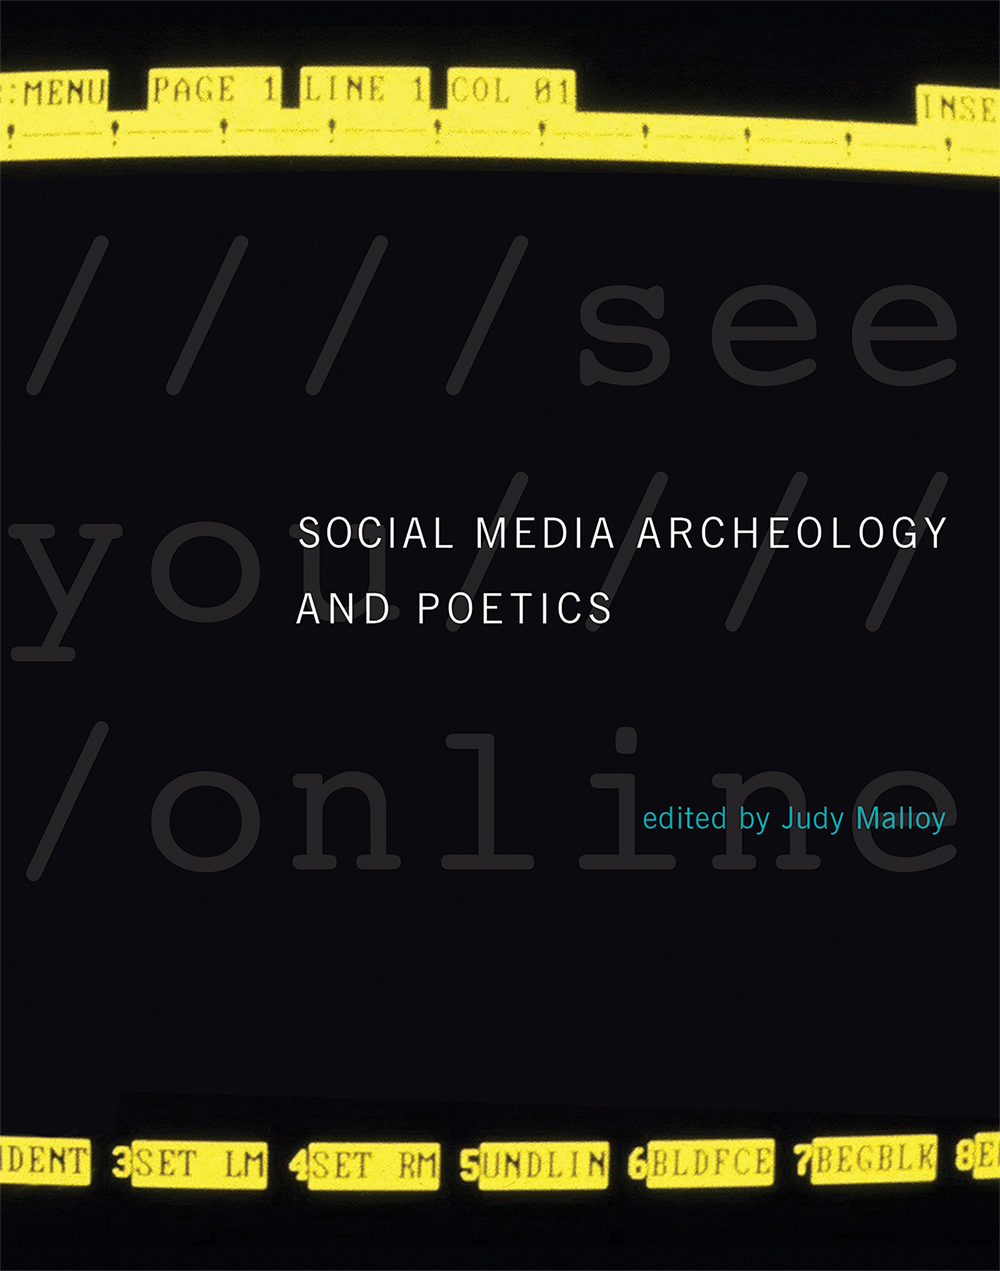 :MENU PAGE 1 LINE 1 COL 01 INSE
////see
you////
SOCIAL MEDIA ARCHEOLOGY
AND POETICS
/online
edited by Judy Malloy
DENT 3SET LM 4SET RM 5UNDLIN 6BLDFCE 7BEGBLK 8E